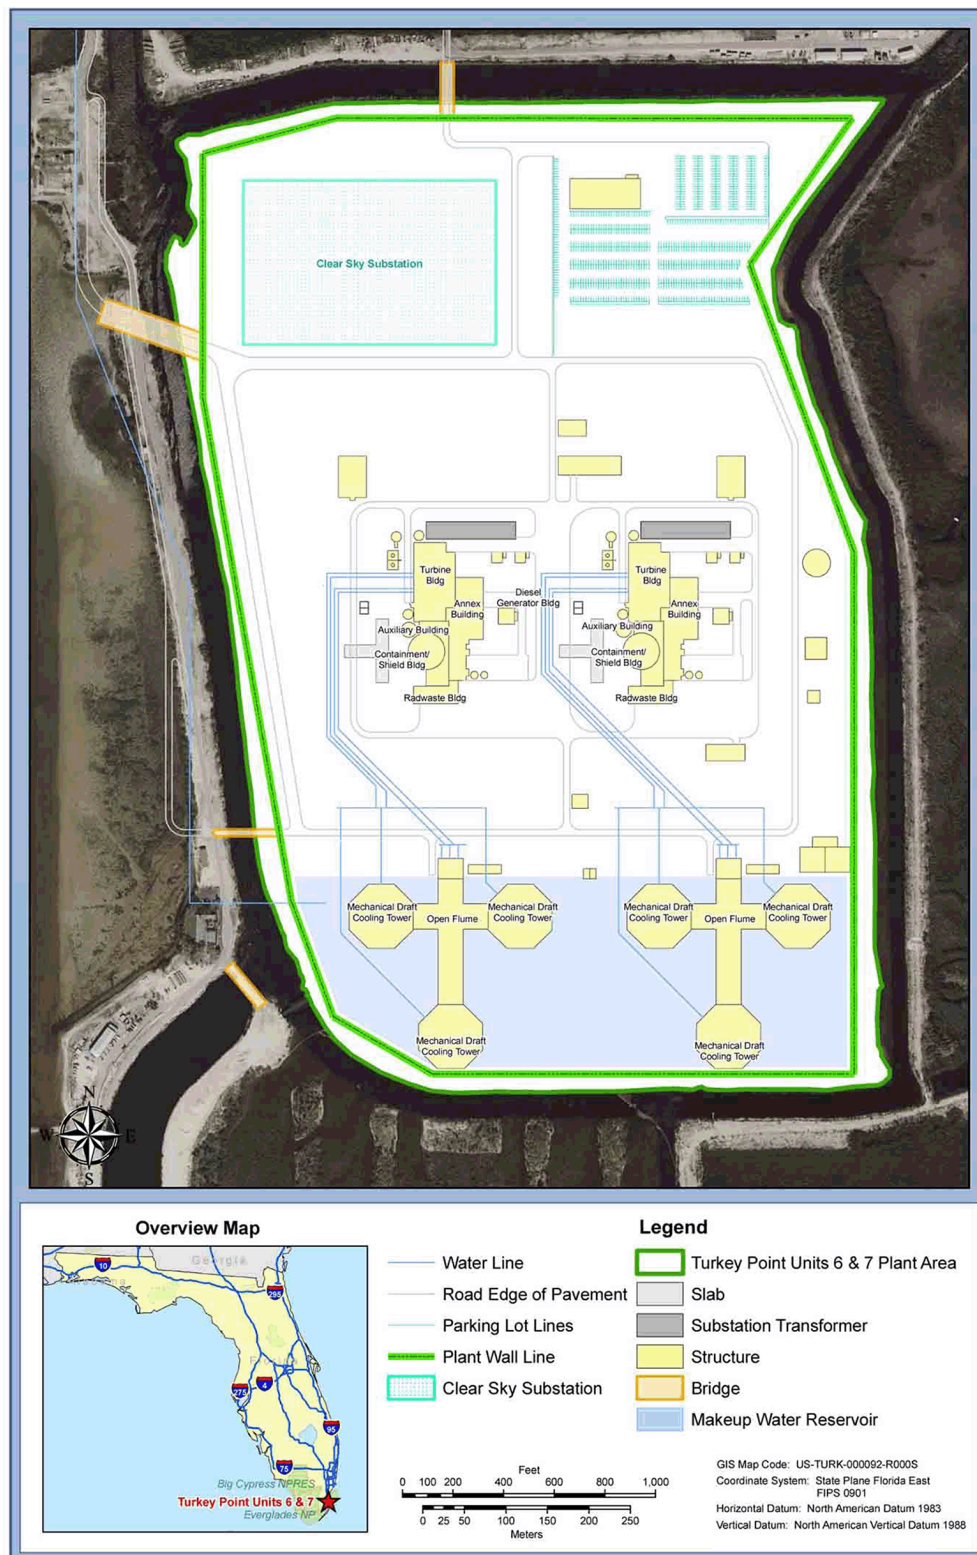 Clear Sky Substation
Turbine
Bldg
Turbine
Bldg
Diesel
Generator Bldg
Annex
Building
Annex
Building
Auxiliary Building
Auxiliary Building
Containment/
Shield Bldg
Containment/
Shield Bldg
Radwaste Bldg
Radwaste Bldg
Mechanical Draft
Cooling Tower
Open Flume
Mechanical Draft
Cooling Tower
Mechanical Draft
Cooling Tower
Open Flume
Mechanical Draft
Cooling Tower
Mechanical Draft
Cooling Tower
Mechanical Draft
Cooling Tower
N
W E
S
Overview Map
Georgia
10
295
Florida
275
4
95
75
Big Cypress NPRES
Turkey Point Units 6 & 7
Everglades NP
Legend
Water Line
Road Edge of Pavement
Parking Lot Lines
Plant Wall Line
Clear Sky Substation
Turkey Point Units 6 & 7 Plant Area
Slab
Substation Transformer
Structure
Bridge
Makeup Water Reservoir
Feet
0 100 200 400 600 800 1,000
0 25 50 100 150 200 250
Meters
GIS Map Code: US-TURK-000092-R000S
Coordinate System: State Plane Florida East
FIPS 0901
Horizontal Datum: North American Datum 1983
Vertical Datum: North American Vertical Datum 1988